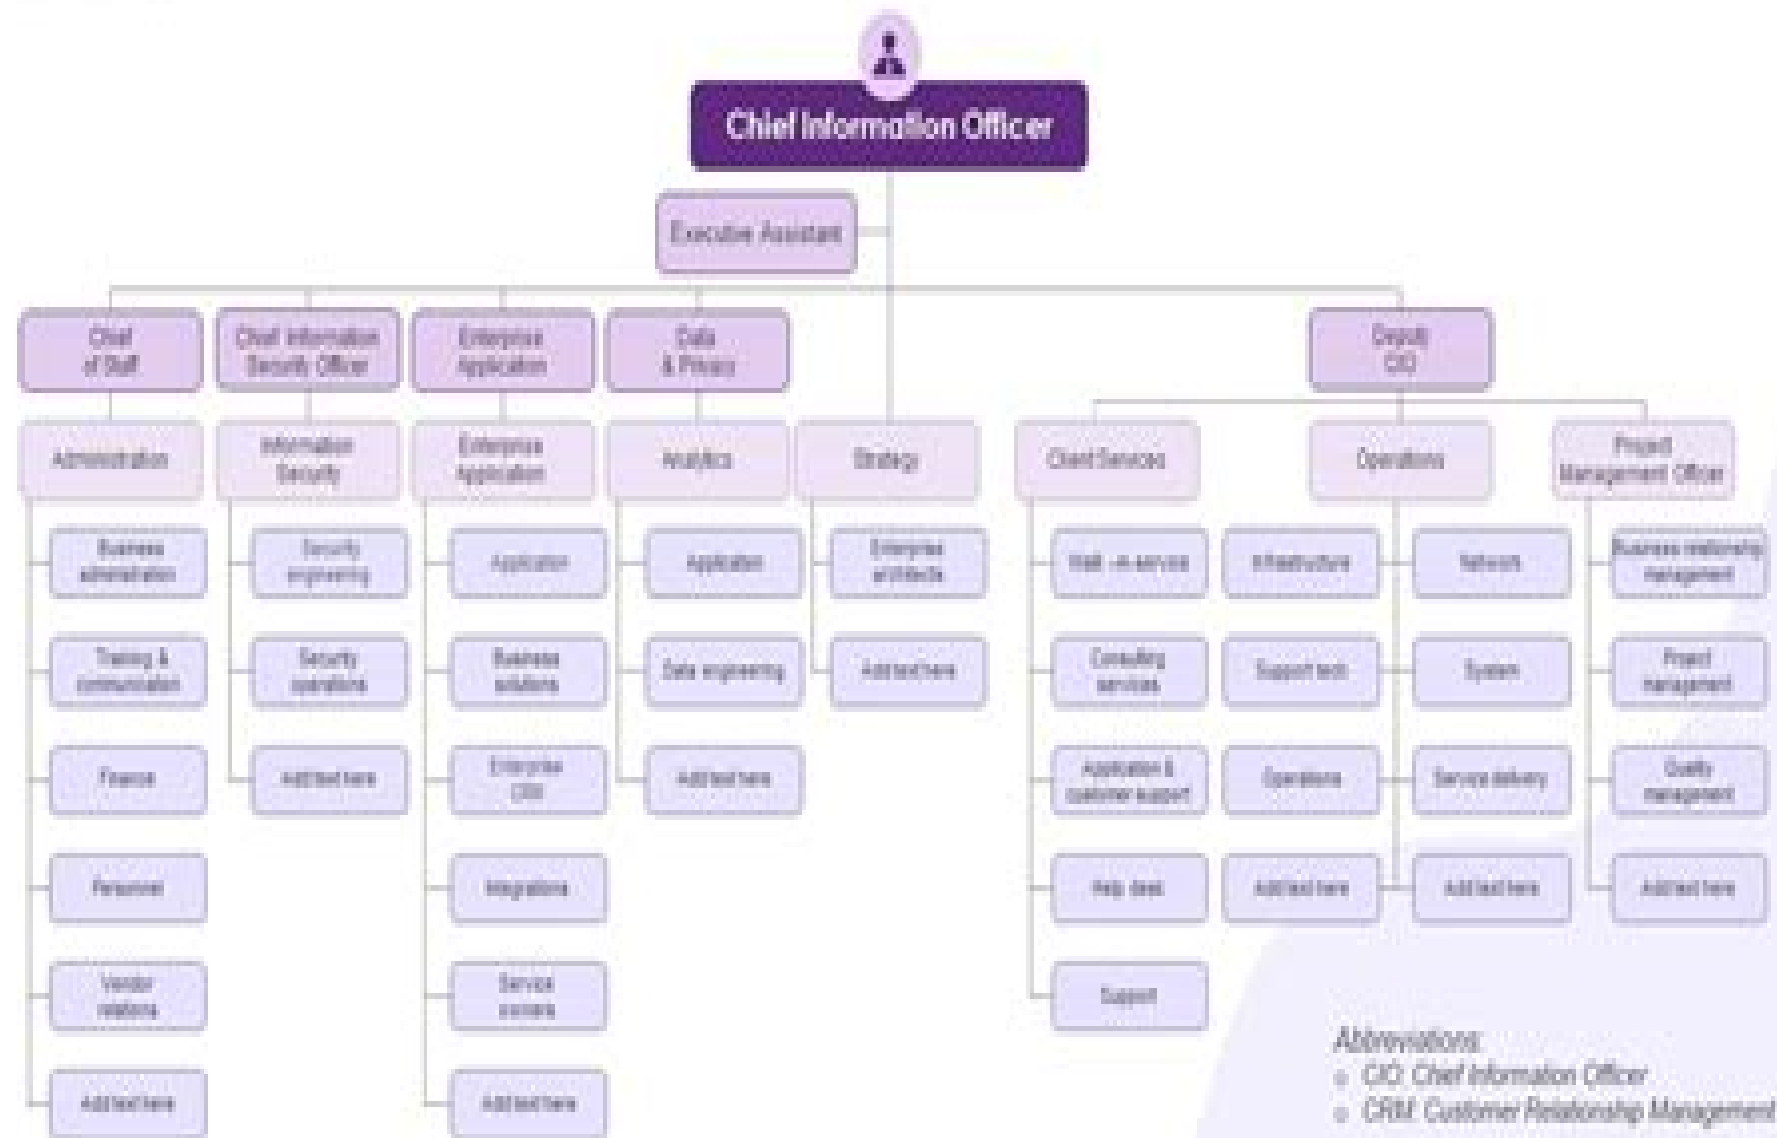 Chief Information Officer
Executive Assistant
Chief
of Staff
Chief Information
Security Officer
Enterprise
Application
Data
& Privacy
Deputy
CIO
Administration
Information
Security
Enterprise
Application
Analytics
Strategy
Client Services
Operations
Project
Management Officer
Business
administration
Security
engineering
Application
Application
Enterprise
architects
Walk -in-service
Infrastructure
Network
Business relationship
management
Training &
communication
Security
operations
Business
solutions
Data engineering
Add text here
Consulting
services
Support tech
System
Project
management
Finance
Add text here
Enterprise
CRM
Add text here
Application &
customer support
Operations
Service delivery
Quality
management
Personnel
Integrations
Help desk
Add text here
Add text here
Add text here
Vendor
relations
Service
owners
Support
Add text here
Add text here
Abbreviations:
CIO: Chief Information Officer
CRM: Customer Relationship Management